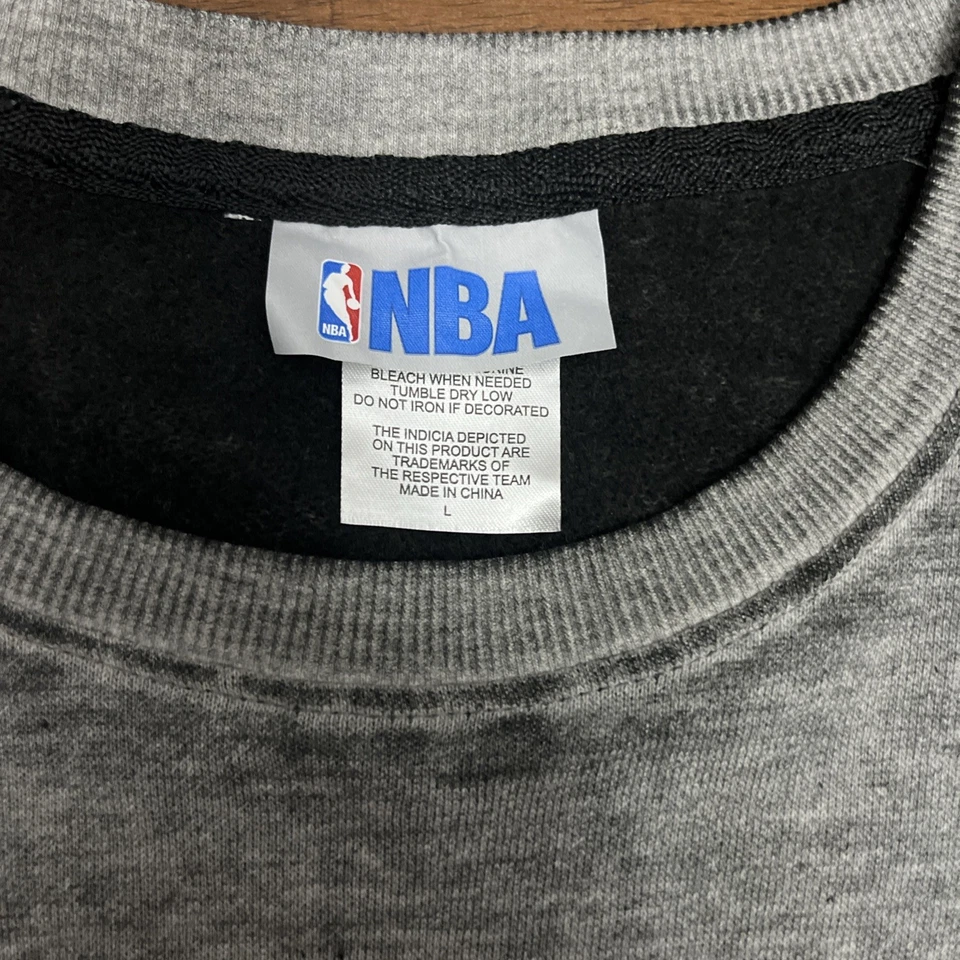 NBA
NBA
BLEACH WHEN NEEDED
TUMBLE DRY LOW
DO NOT IRON IF DECORATED
THE INDICIA DEPICTED
ON THIS PRODUCT ARE
TRADEMARKS OF
THE RESPECTIVE TEAM
MADE IN CHINA
L